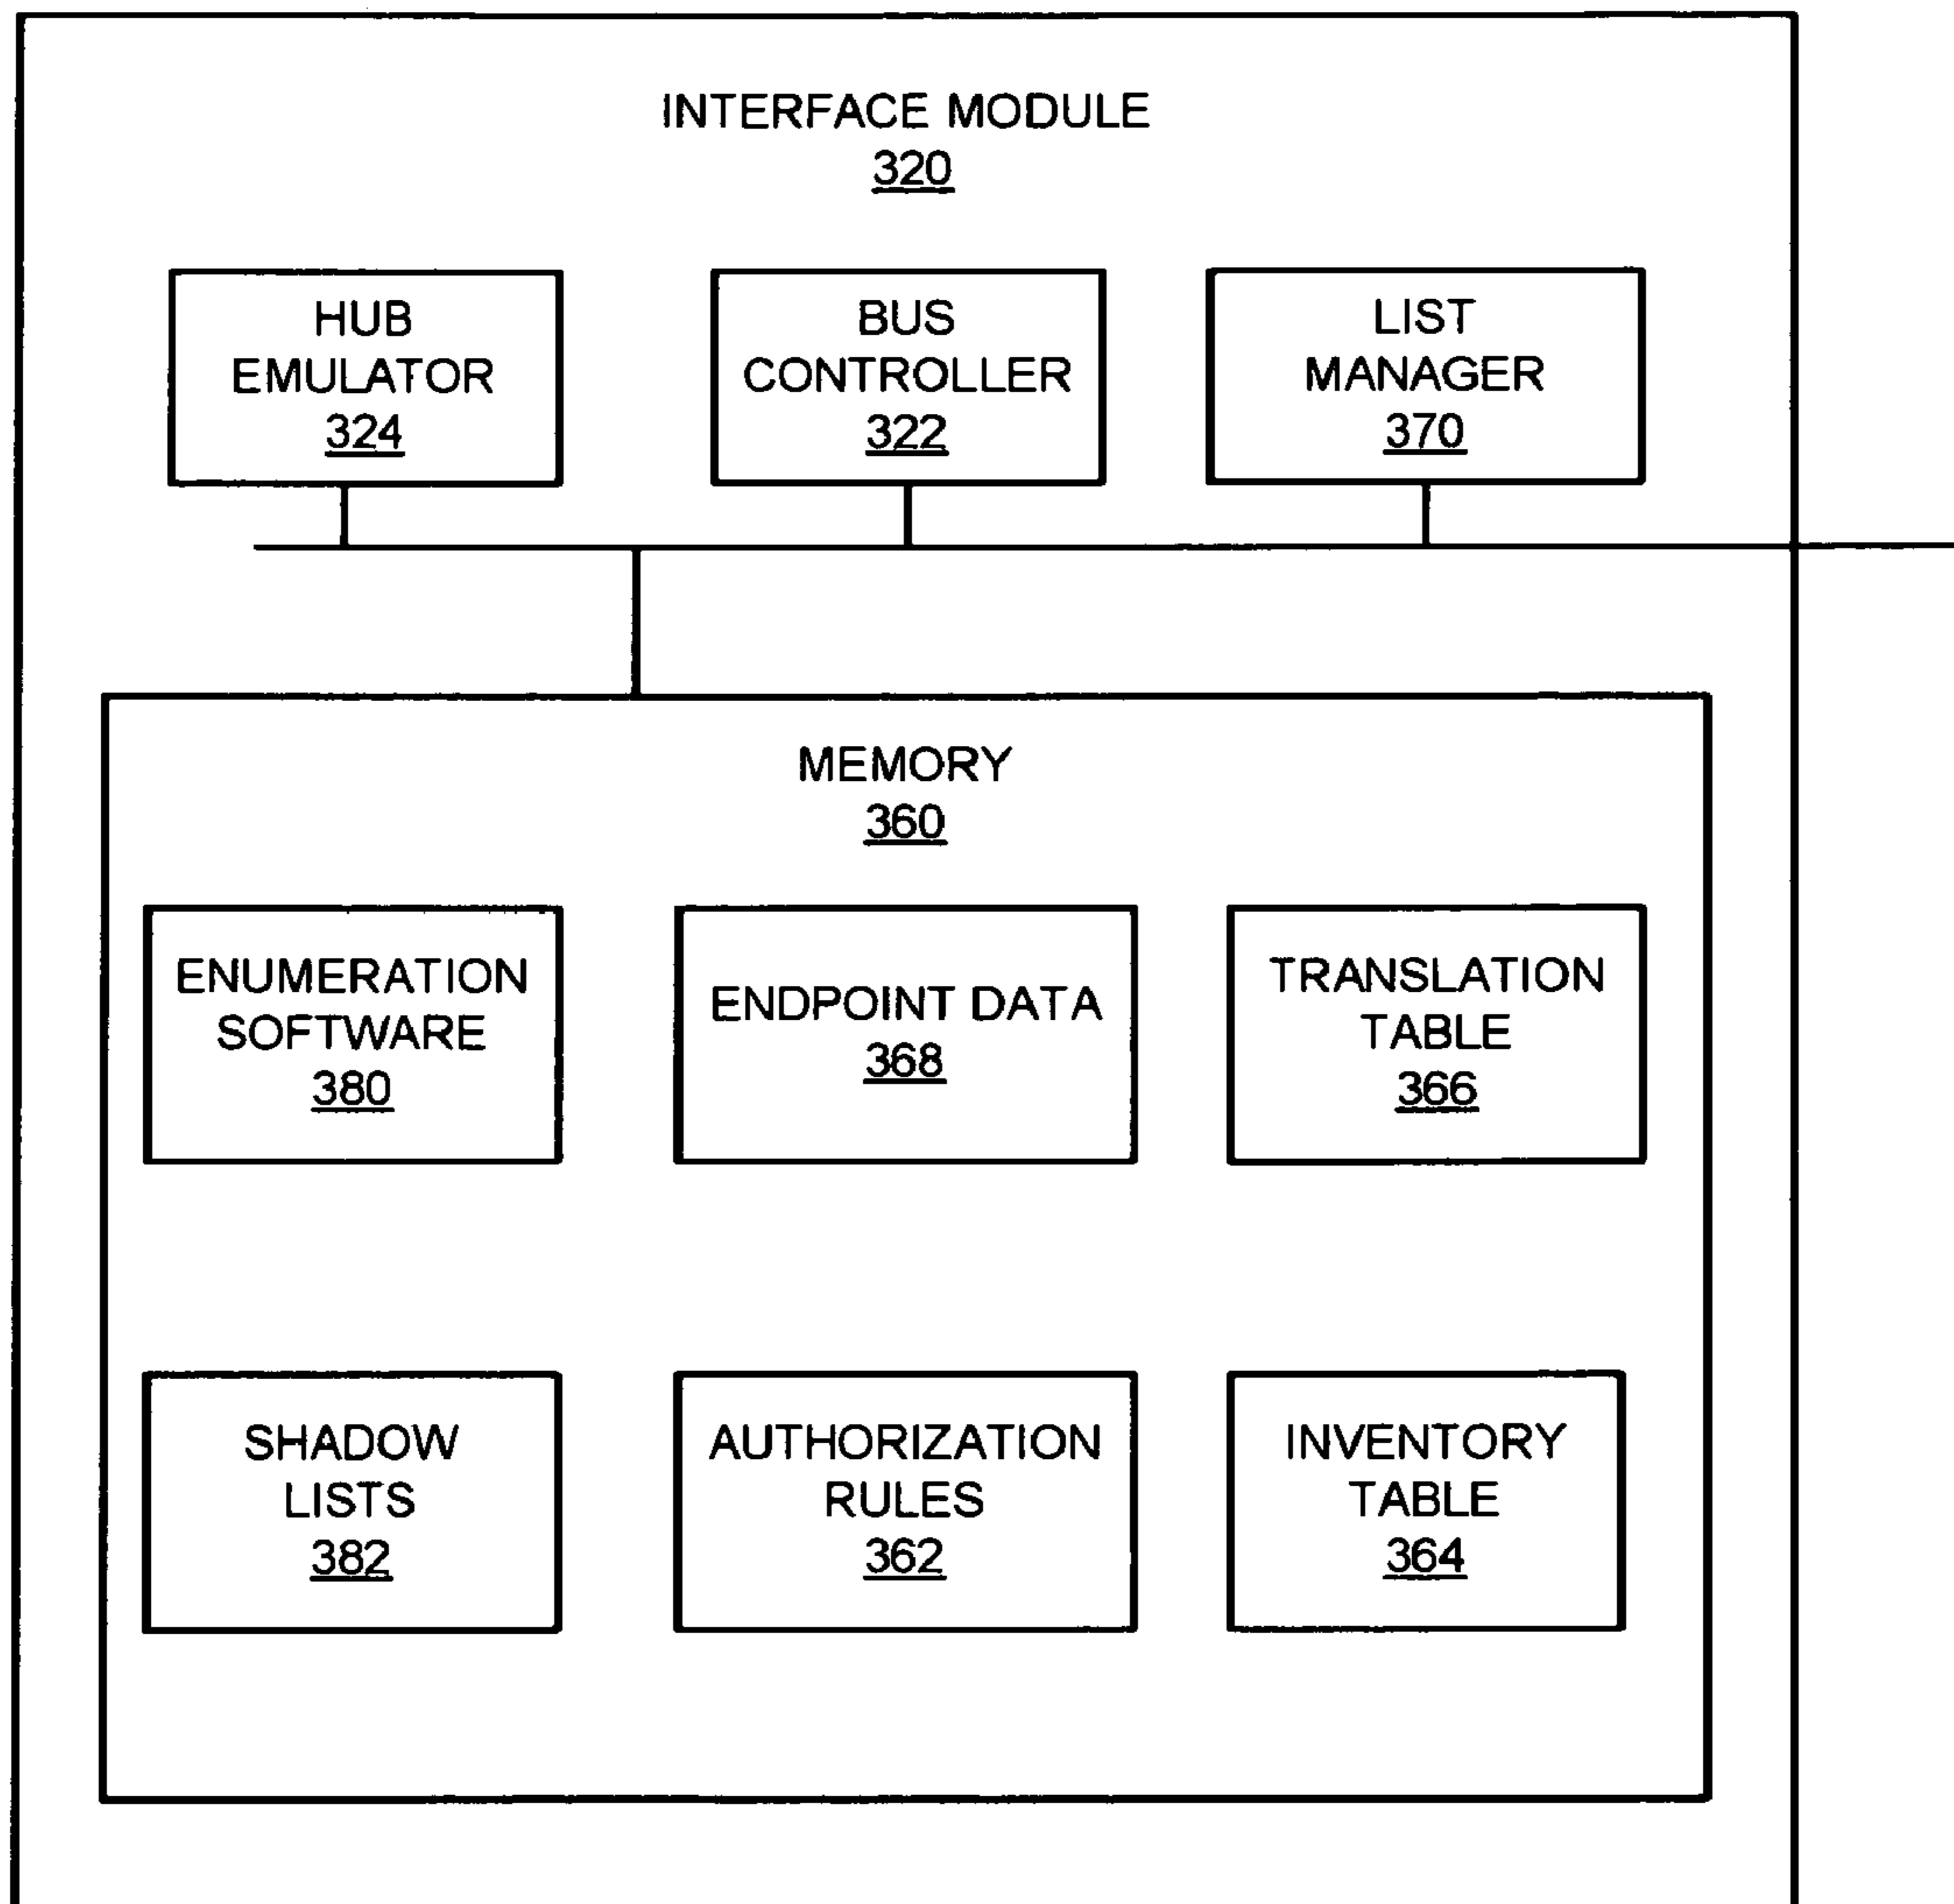 INTERFACE MODULE
320
HUB
EMULATOR
324
BUS
CONTROLLER
322
LIST
MANAGER
370
MEMORY
360
ENUMERATION
SOFTWARE
380
ENDPOINT DATA
368
TRANSLATION
TABLE
366
SHADOW
LISTS
382
AUTHORIZATION
RULES
362
INVENTORY
TABLE
364